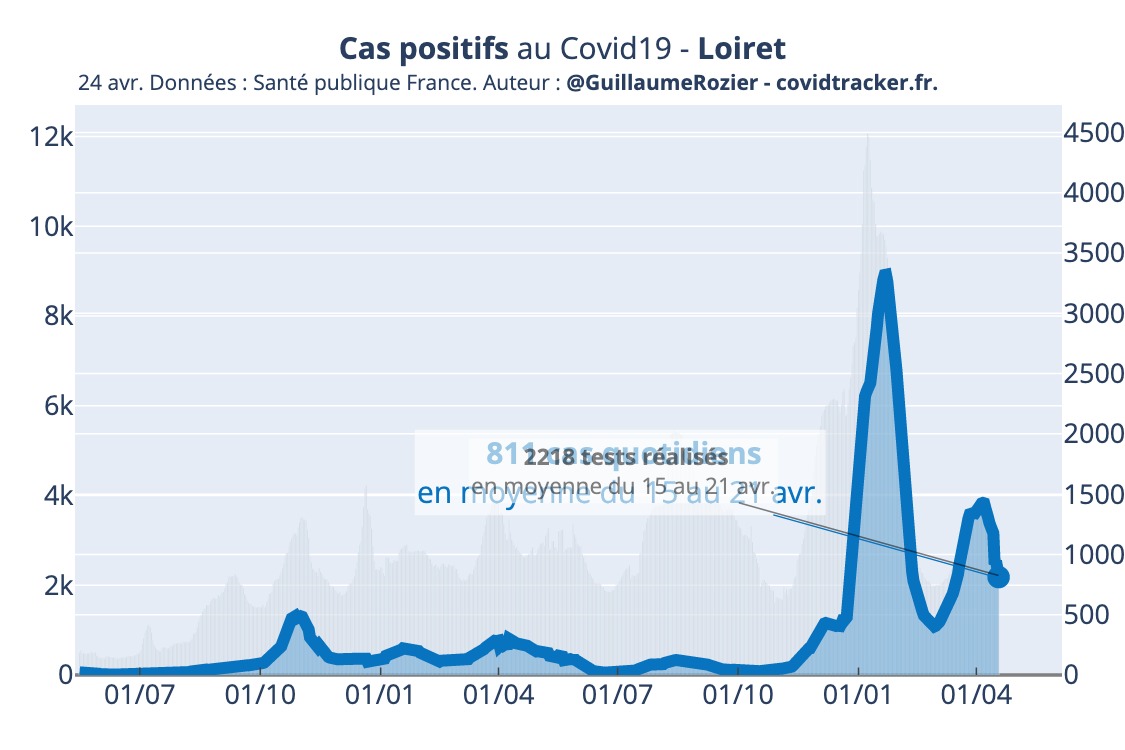 Cas positifs au Covid19 - Loiret
24 avr. Données : Santé publique France. Auteur : @GuillaumeRozier - covidtracker.fr.
12k
10k
8k
6k
4k
2k
0
4500
4000
3500
3000
2500
2000
1500
1000
500
0
811 cas quotidiens
en moyenne du 15 au 21 avr.
2218 tests réalisés
en moyenne du 15 au 21 avr.
01/07 01/10 01/01 01/04 01/07 01/10 01/01 01/04